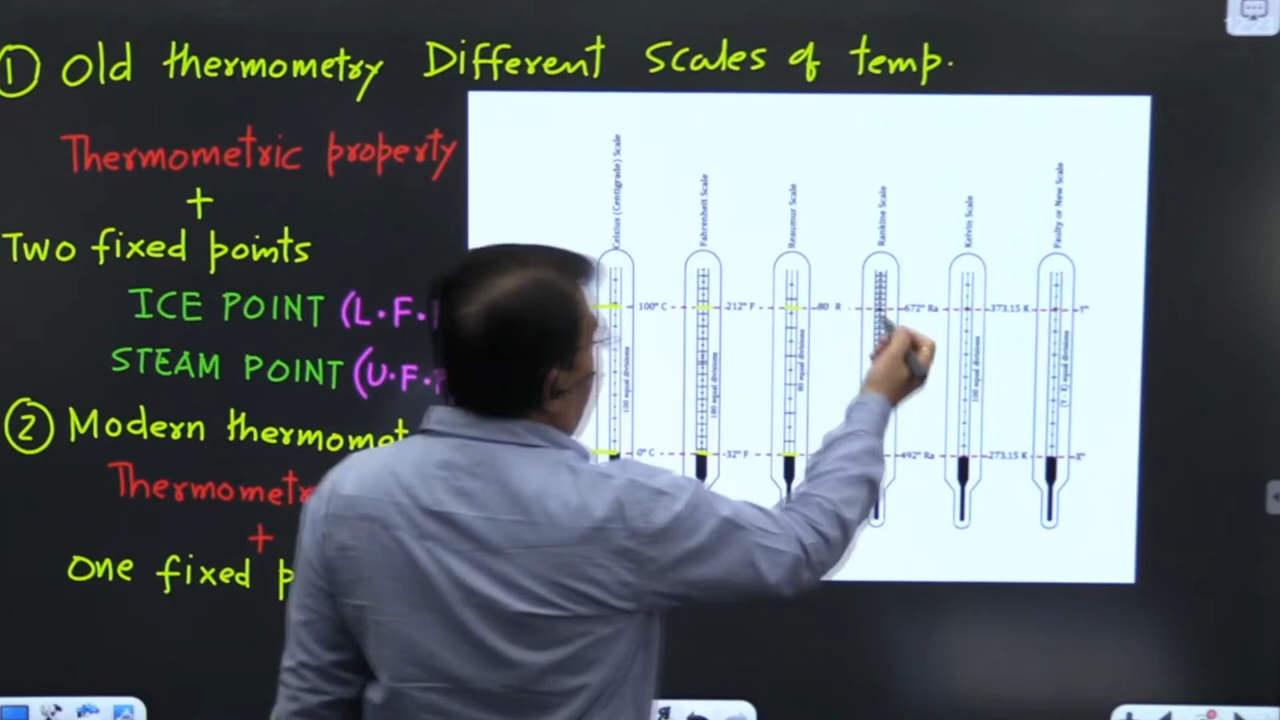 ① Old thermometry Different Scales of temp.
Thermometric property
+
Two fixed points
ICE POINT (L.F.
STEAM POINT (U.F.
② Modern thermomet
Thermometr
+
One fixed p
Celsius (Centigrade) Scale
Fahrenheit Scale
Reaumur Scale
Rankine Scale
Kelvin Scale
Faulty or New Scale
100° C
212° F
80 R
672° Ra
373.15 K
Y°
100 equal divisions
180 equal divisions
80 equal divisions
100 equal divisions
(Y - X) equal divisions
0° C
32° F
492° Ra
273.15 K
X°